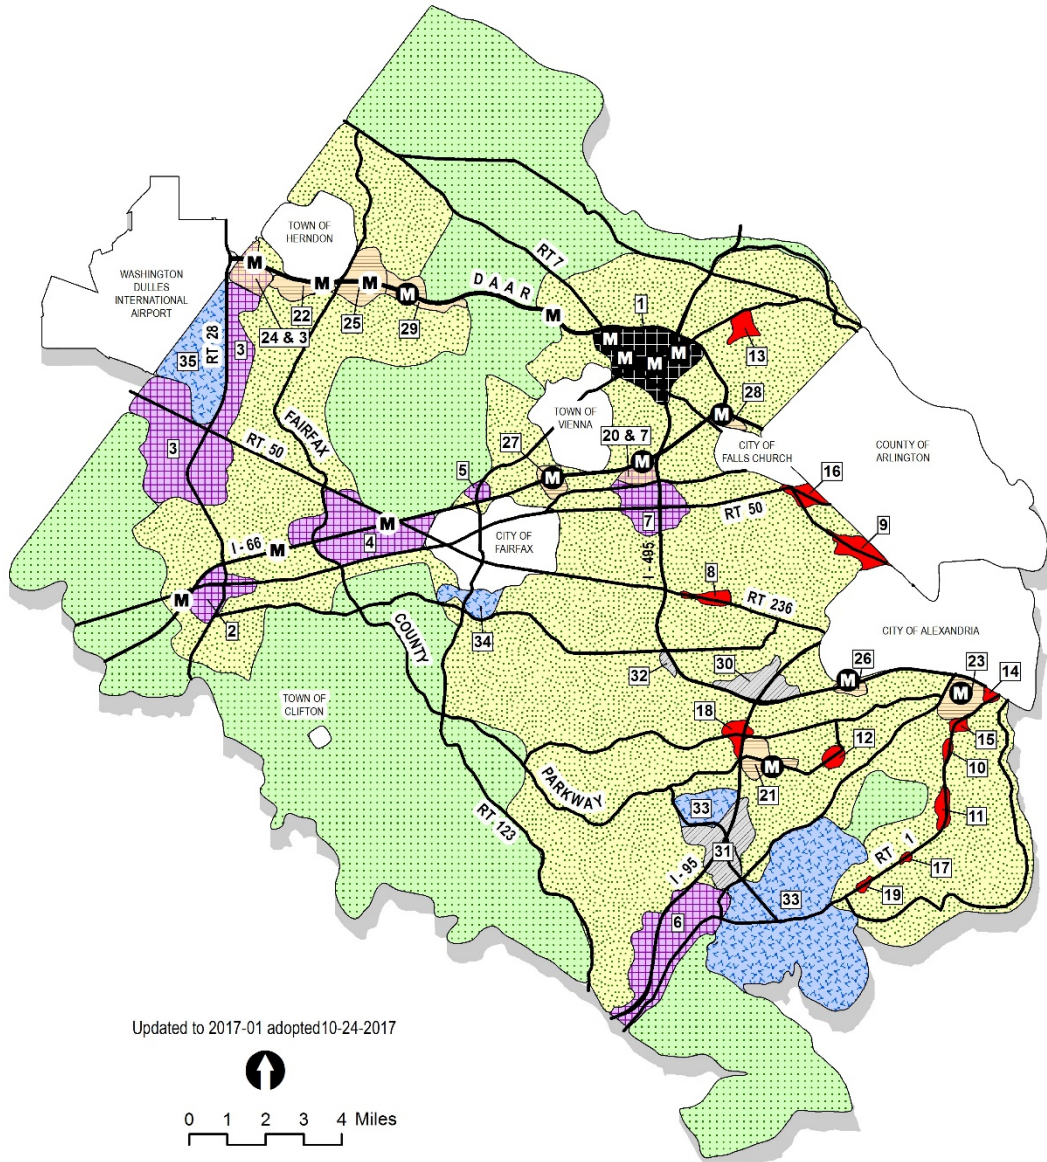 TOWN OF
HERNDON
WASHINGTON
DULLES
INTERNATIONAL
AIRPORT
M
M
M
M
RT 7
D A A R
M
1
M
M
M
M
22
25
29
24 & 3
3
35
RT 28
13
28
M
TOWN OF
VIENNA
20 & 7
27
M
M
CITY OF
FALLS CHURCH
COUNTY OF
ARLINGTON
3
RT 50
FAIRFAX
5
16
7
RT 50
9
M
4
CITY OF
FAIRFAX
I - 66
M
I - 495
8
RT 236
M
2
34
COUNTY
CITY OF ALEXANDRIA
32
30
M
26
M
23
14
TOWN OF
CLIFTON
18
12
15
10
M
21
PARKWAY
RT 123
33
11
31
RT 1
17
I - 95
19
33
6
Updated to 2017-01 adopted10-24-2017
0 1 2 3 4 Miles